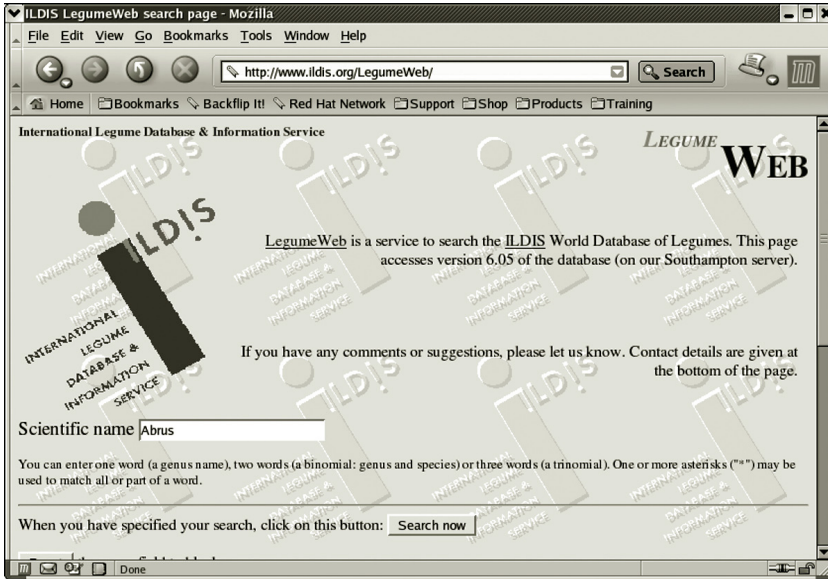 ILDIS LegumeWeb search page - Mozilla
File Edit View Go Bookmarks Tools Window Help
http://www.ildis.org/LegumeWeb/ Search
Home Bookmarks Backflip It! Red Hat Network Support Shop Products Training
International Legume Database & Information Service
LEGUME WEB
ILDIS
INTERNATIONAL
LEGUME
DATABASE &
INFORMATION
SERVICE
LegumeWeb is a service to search the ILDIS World Database of Legumes. This page
accesses version 6.05 of the database (on our Southampton server).
If you have any comments or suggestions, please let us know. Contact details are given at
the bottom of the page.
Scientific name Abrus
You can enter one word (a genus name), two words (a binomial: genus and species) or three words (a trinomial). One or more asterisks ("*") may be
used to match all or part of a word.
When you have specified your search, click on this button: Search now
Done